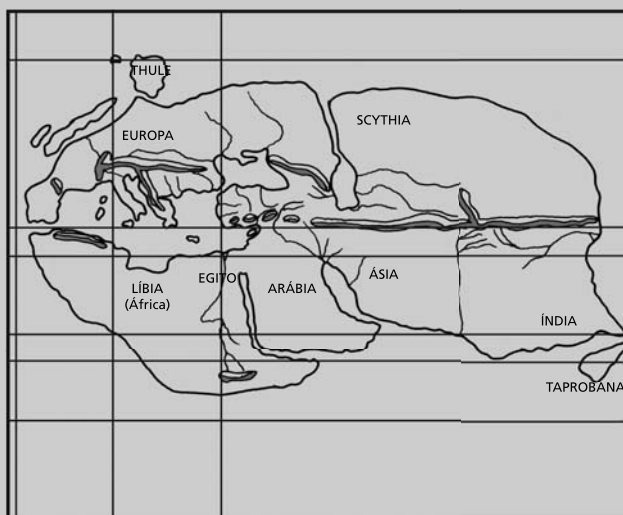 THULE
SCYTHIA
EUROPA
EGITO
ARÁBIA
ÁSIA
LÍBIA
(África)
ÍNDIA
TAPROBANA